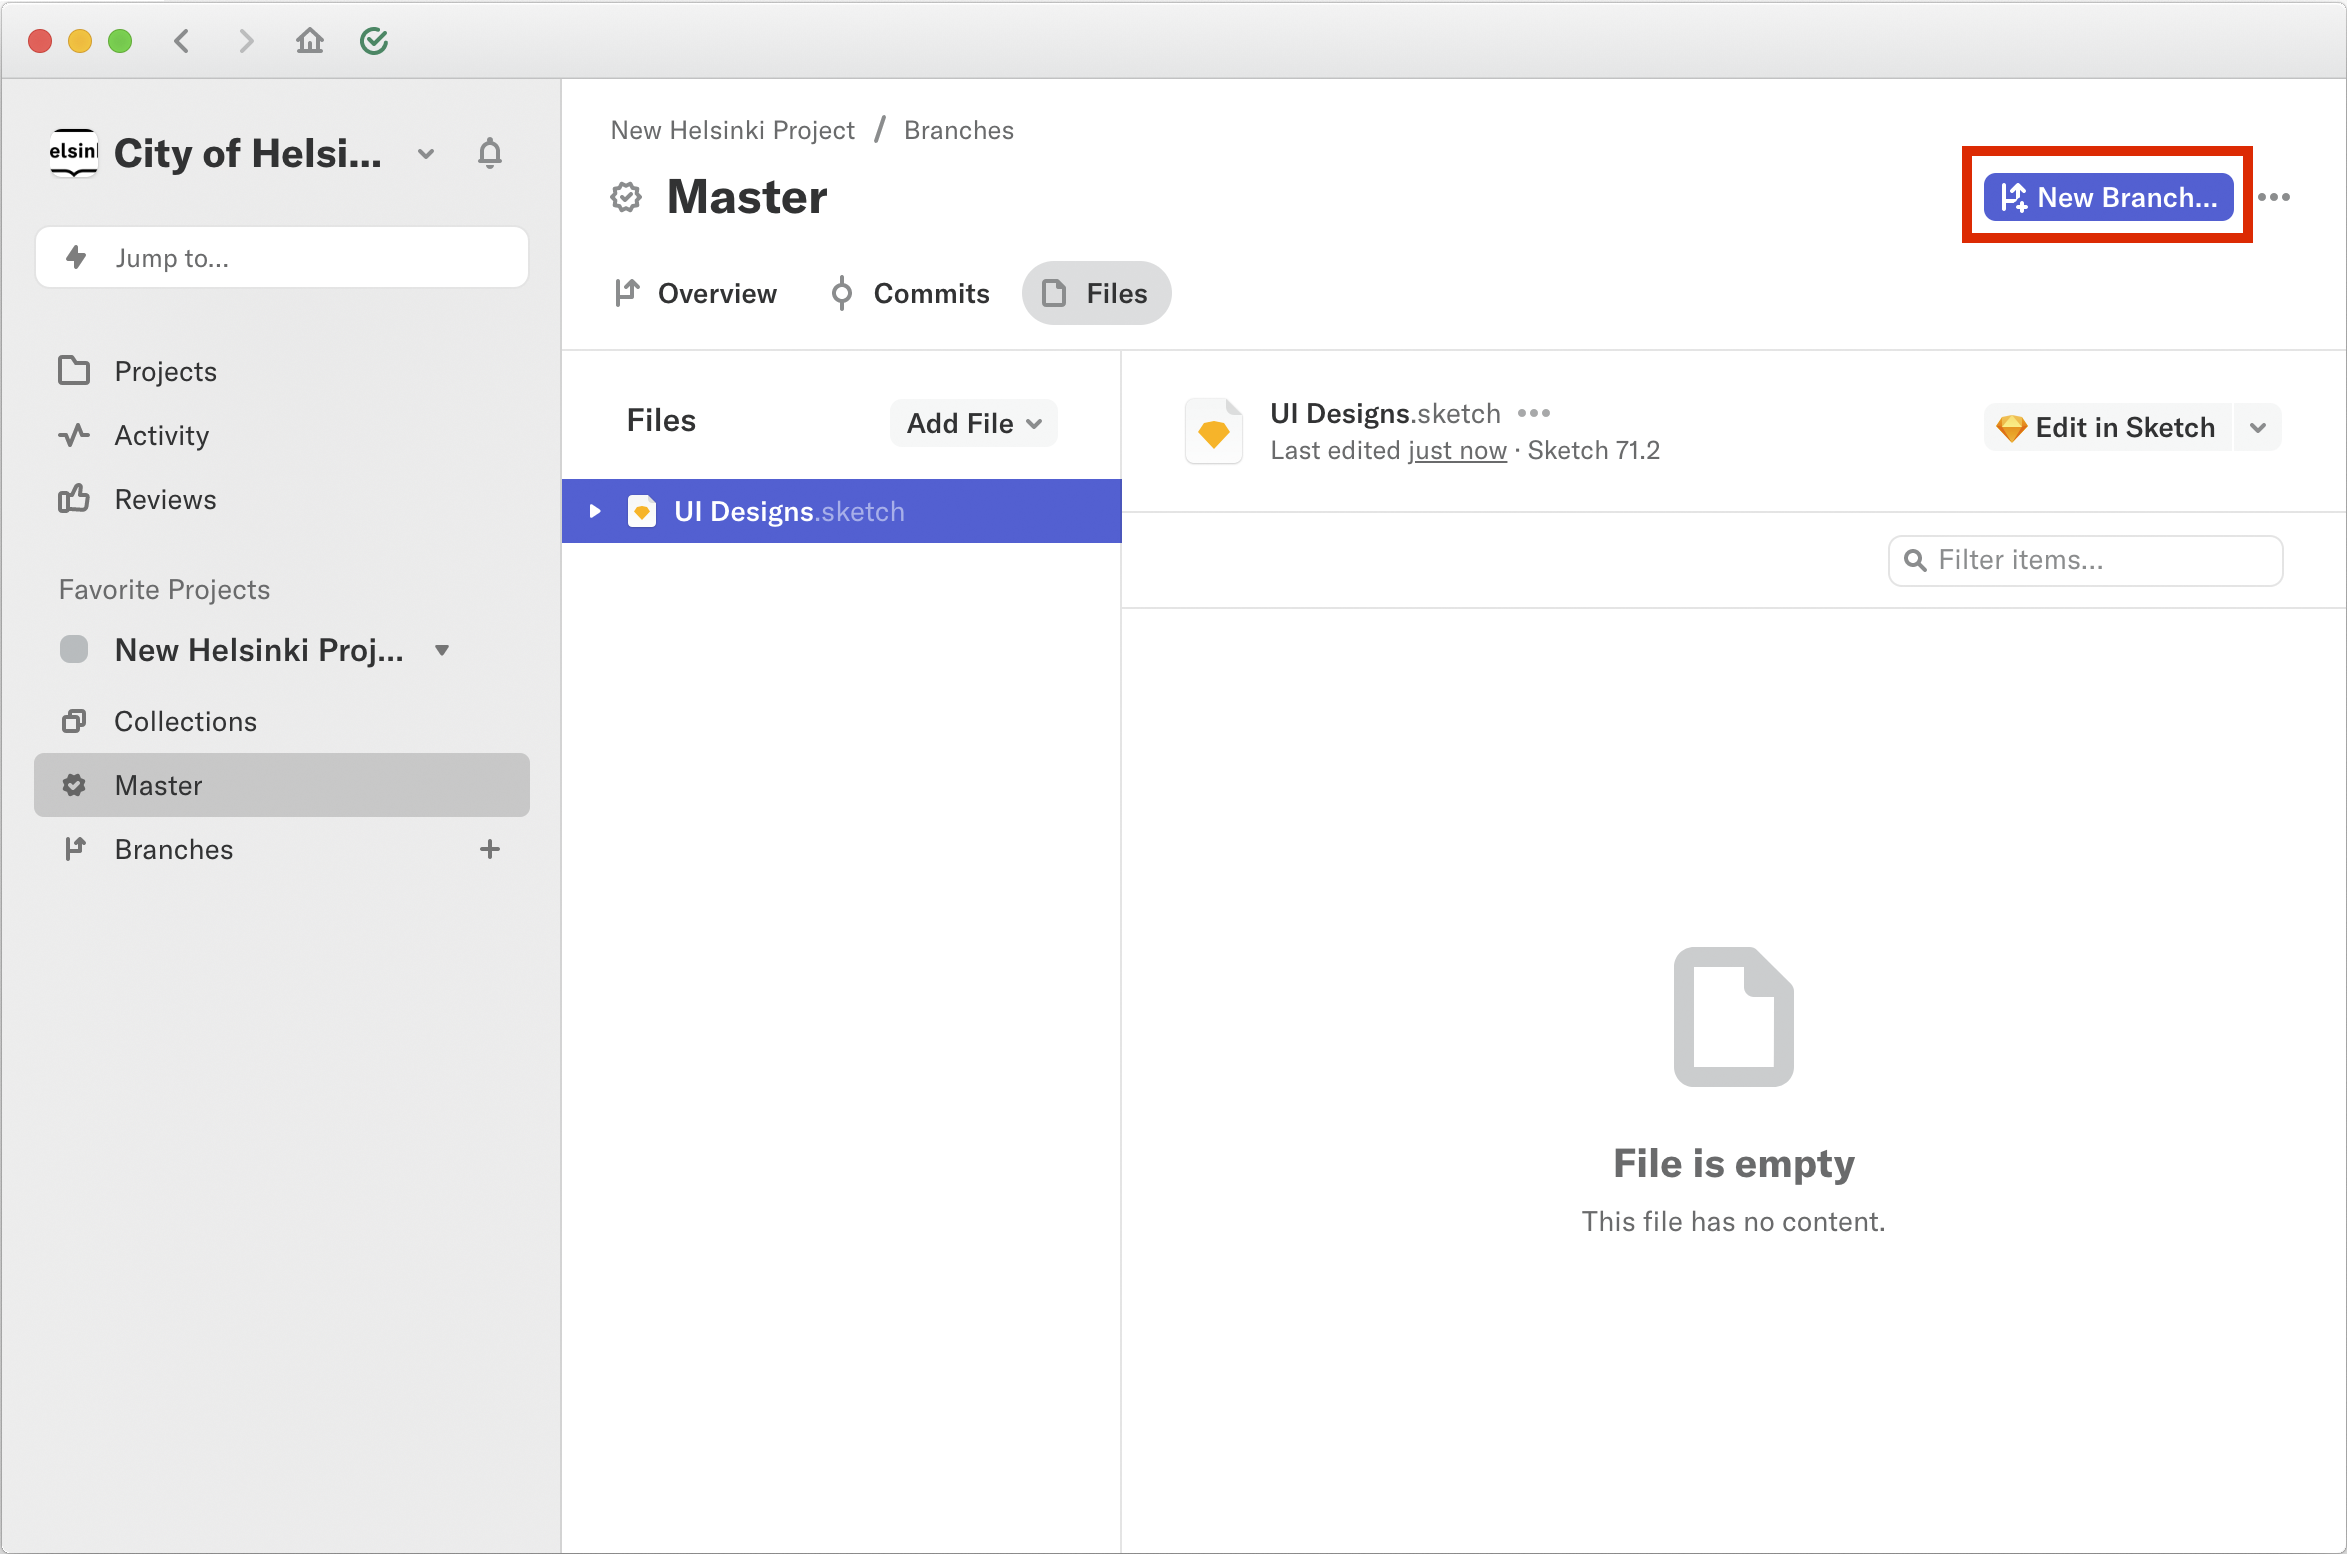 elsin
City of Helsi...
Jump to...
Projects
Activity
Reviews
Favorite Projects
New Helsinki Proj...
Collections
Master
Branches
New Helsinki Project / Branches
Master
New Branch...
Overview
Commits
Files
Files
Add File
UI Designs.sketch
UI Designs.sketch
Last edited just now · Sketch 71.2
Edit in Sketch
Filter items...
File is empty
This file has no content.